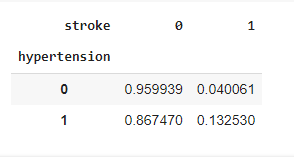 stroke 0 1
hypertension
0 0.959939 0.040061
1 0.867470 0.132530